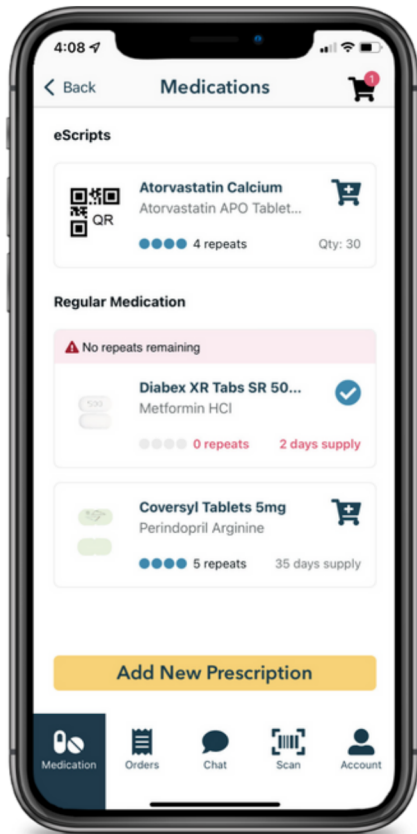 4:08
Back
Medications
1
eScripts
QR
Atorvastatin Calcium
Atorvastatin APO Tablet...
4 repeats
Qty: 30
Regular Medication
No repeats remaining
500
Diabex XR Tabs SR 50...
Metformin HCl
0 repeats
2 days supply
Coversyl Tablets 5mg
Perindopril Arginine
5 repeats
35 days supply
Add New Prescription
Medication
Orders
Chat
Scan
Account